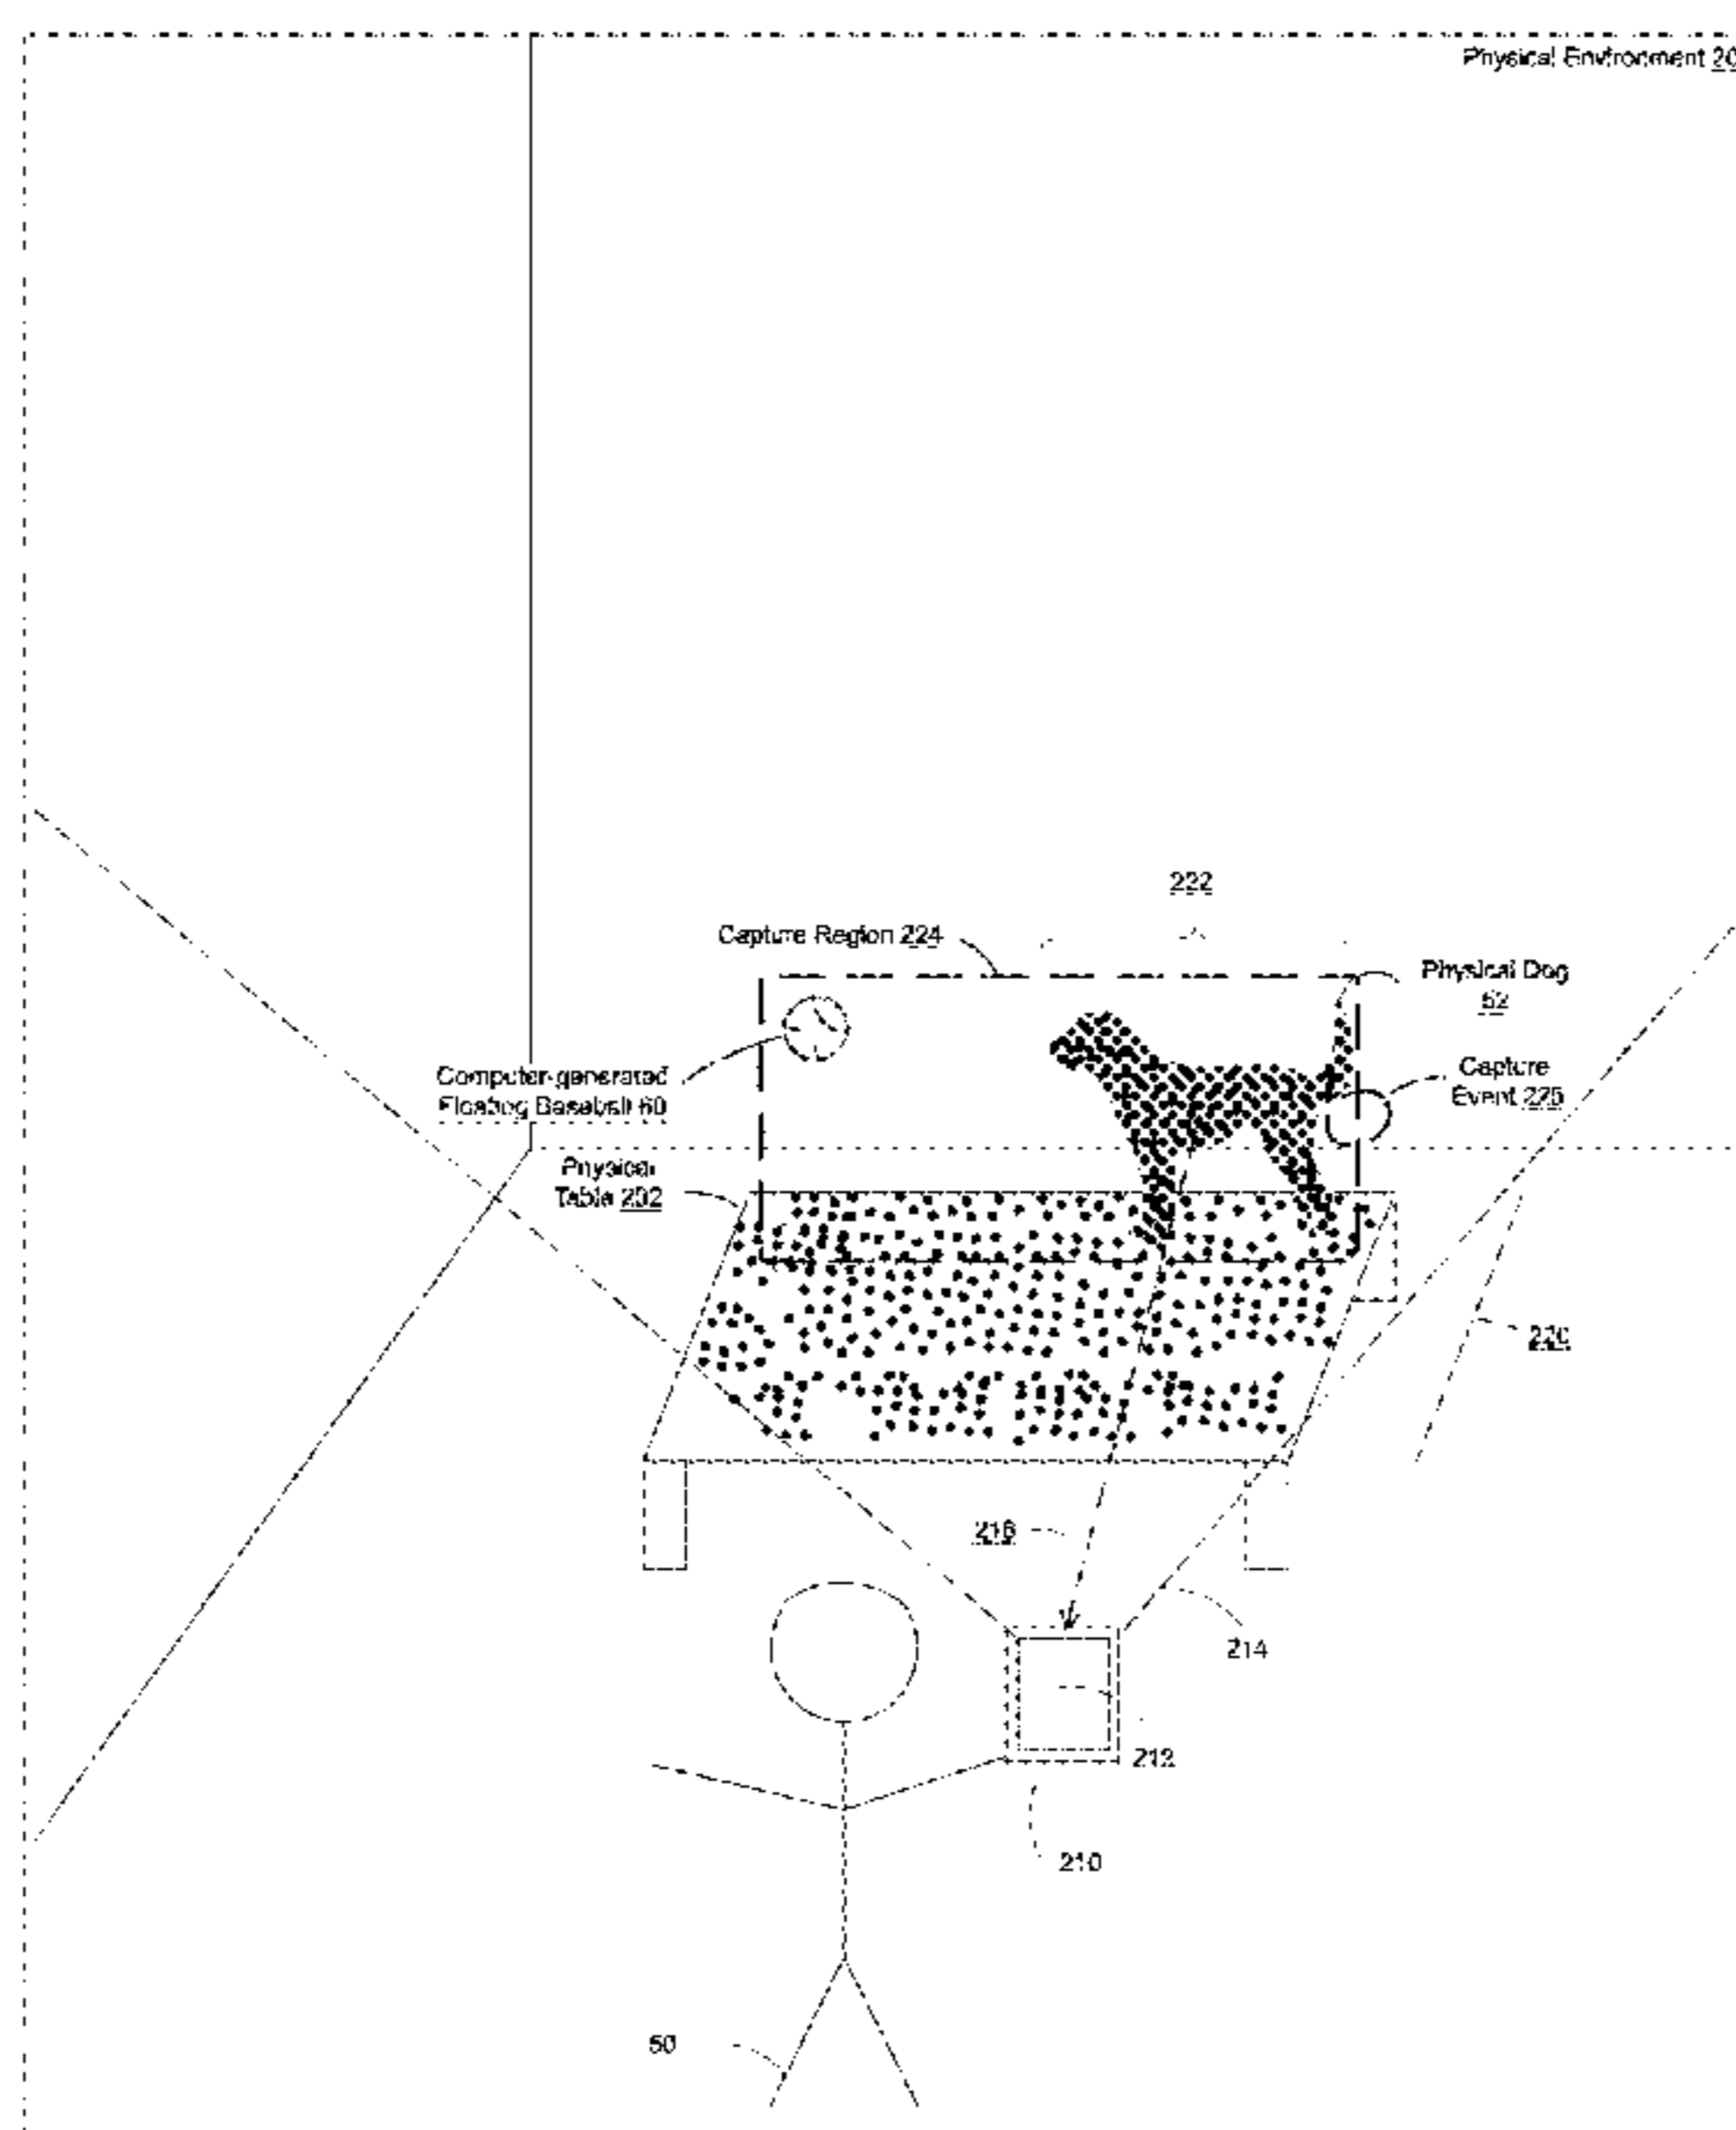 Physical Environment 20
222
Capture Region 224
Physical Dog
52
Capture
Event 225
Computer-generated
Floating Baseball 60
Physical
Table 202
220
216
214
212
210
50